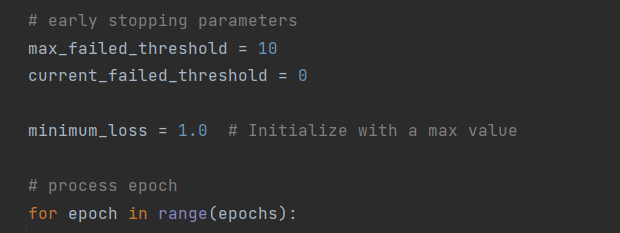 # early stopping parameters
max_failed_threshold = 10
current_failed_threshold = 0
minimum_loss = 1.0  # Initialize with a max value
# process epoch
for epoch in range(epochs):